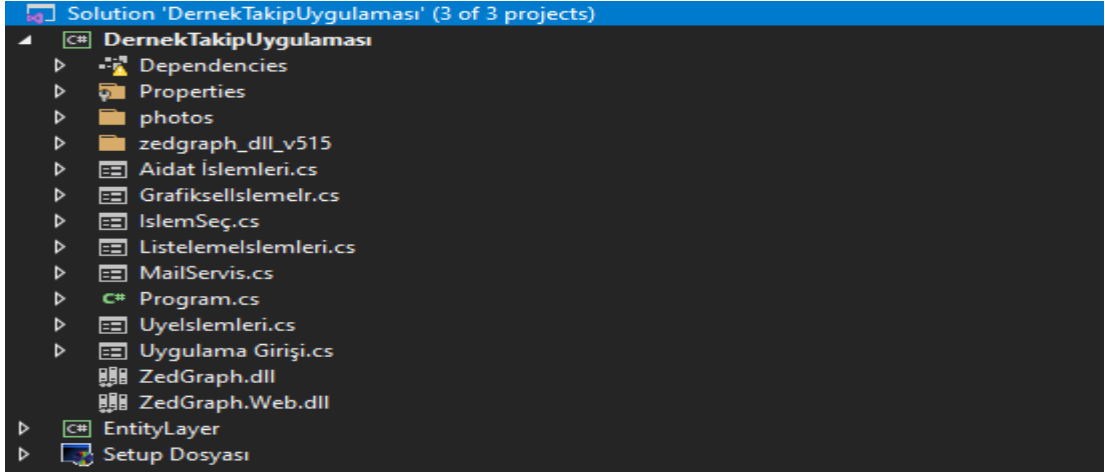 Solution 'DernekTakipUygulaması' (3 of 3 projects)
C# DernekTakipUygulaması
Dependencies
Properties
photos
zedgraph_dll_v515
Aidat İslemleri.cs
GrafikselIslemelr.cs
IslemSeç.cs
ListelemeIslemleri.cs
MailServis.cs
C# Program.cs
UyeIslemleri.cs
Uygulama Girişi.cs
ZedGraph.dll
ZedGraph.Web.dll
C# EntityLayer
Setup Dosyası